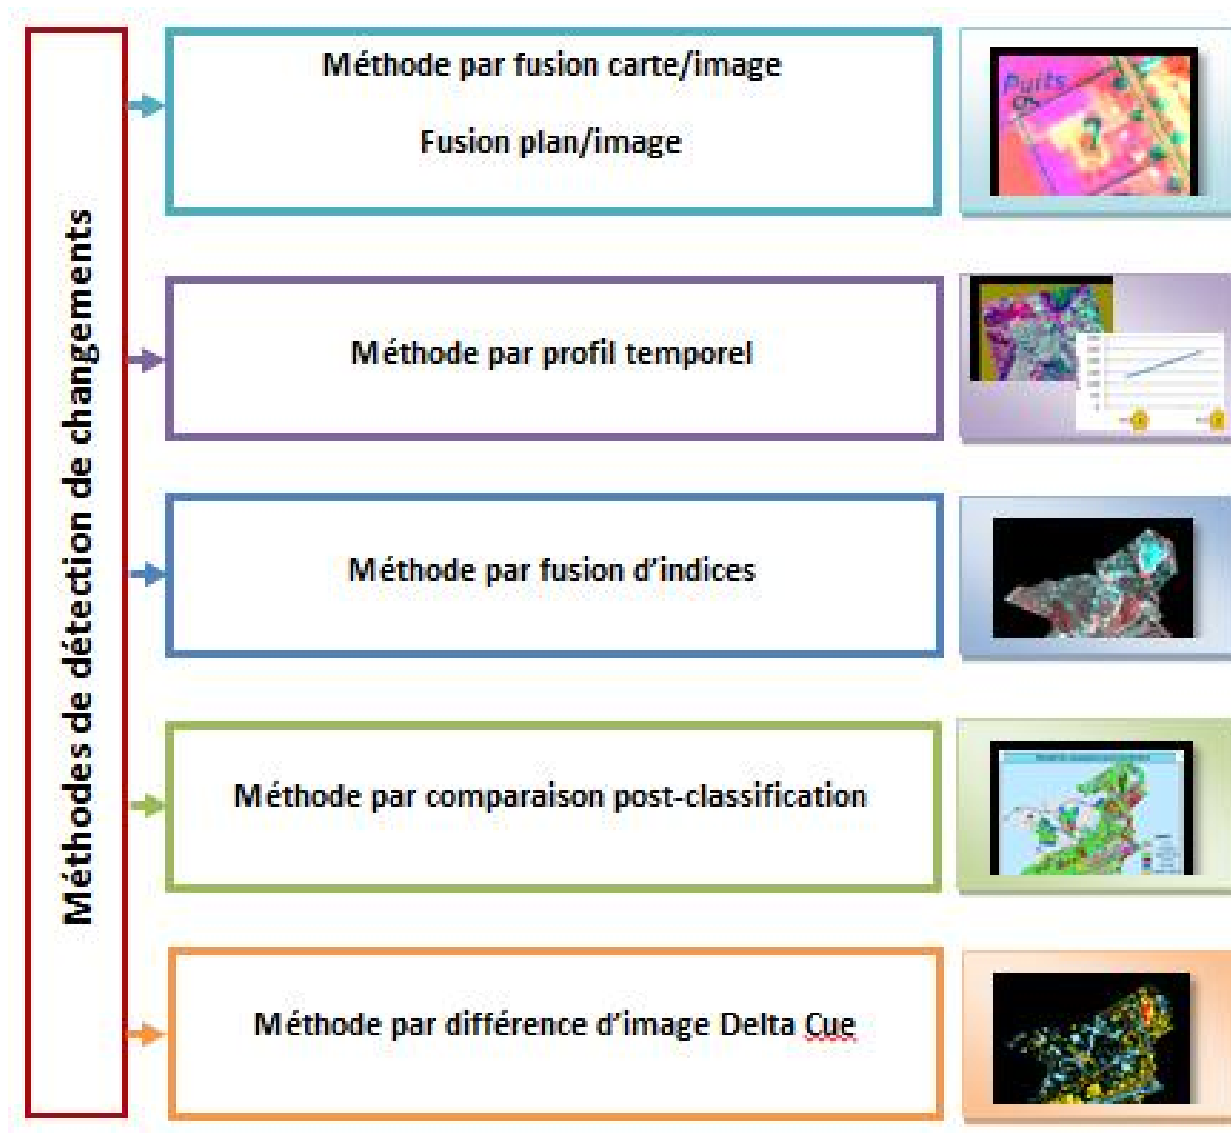 Méthodes de détection de changements
Méthode par fusion carte/image
Fusion plan/image
Puits
Méthode par profil temporel
Méthode par fusion d'indices
Méthode par comparaison post-classification
Méthode par différence d'image Delta Cue